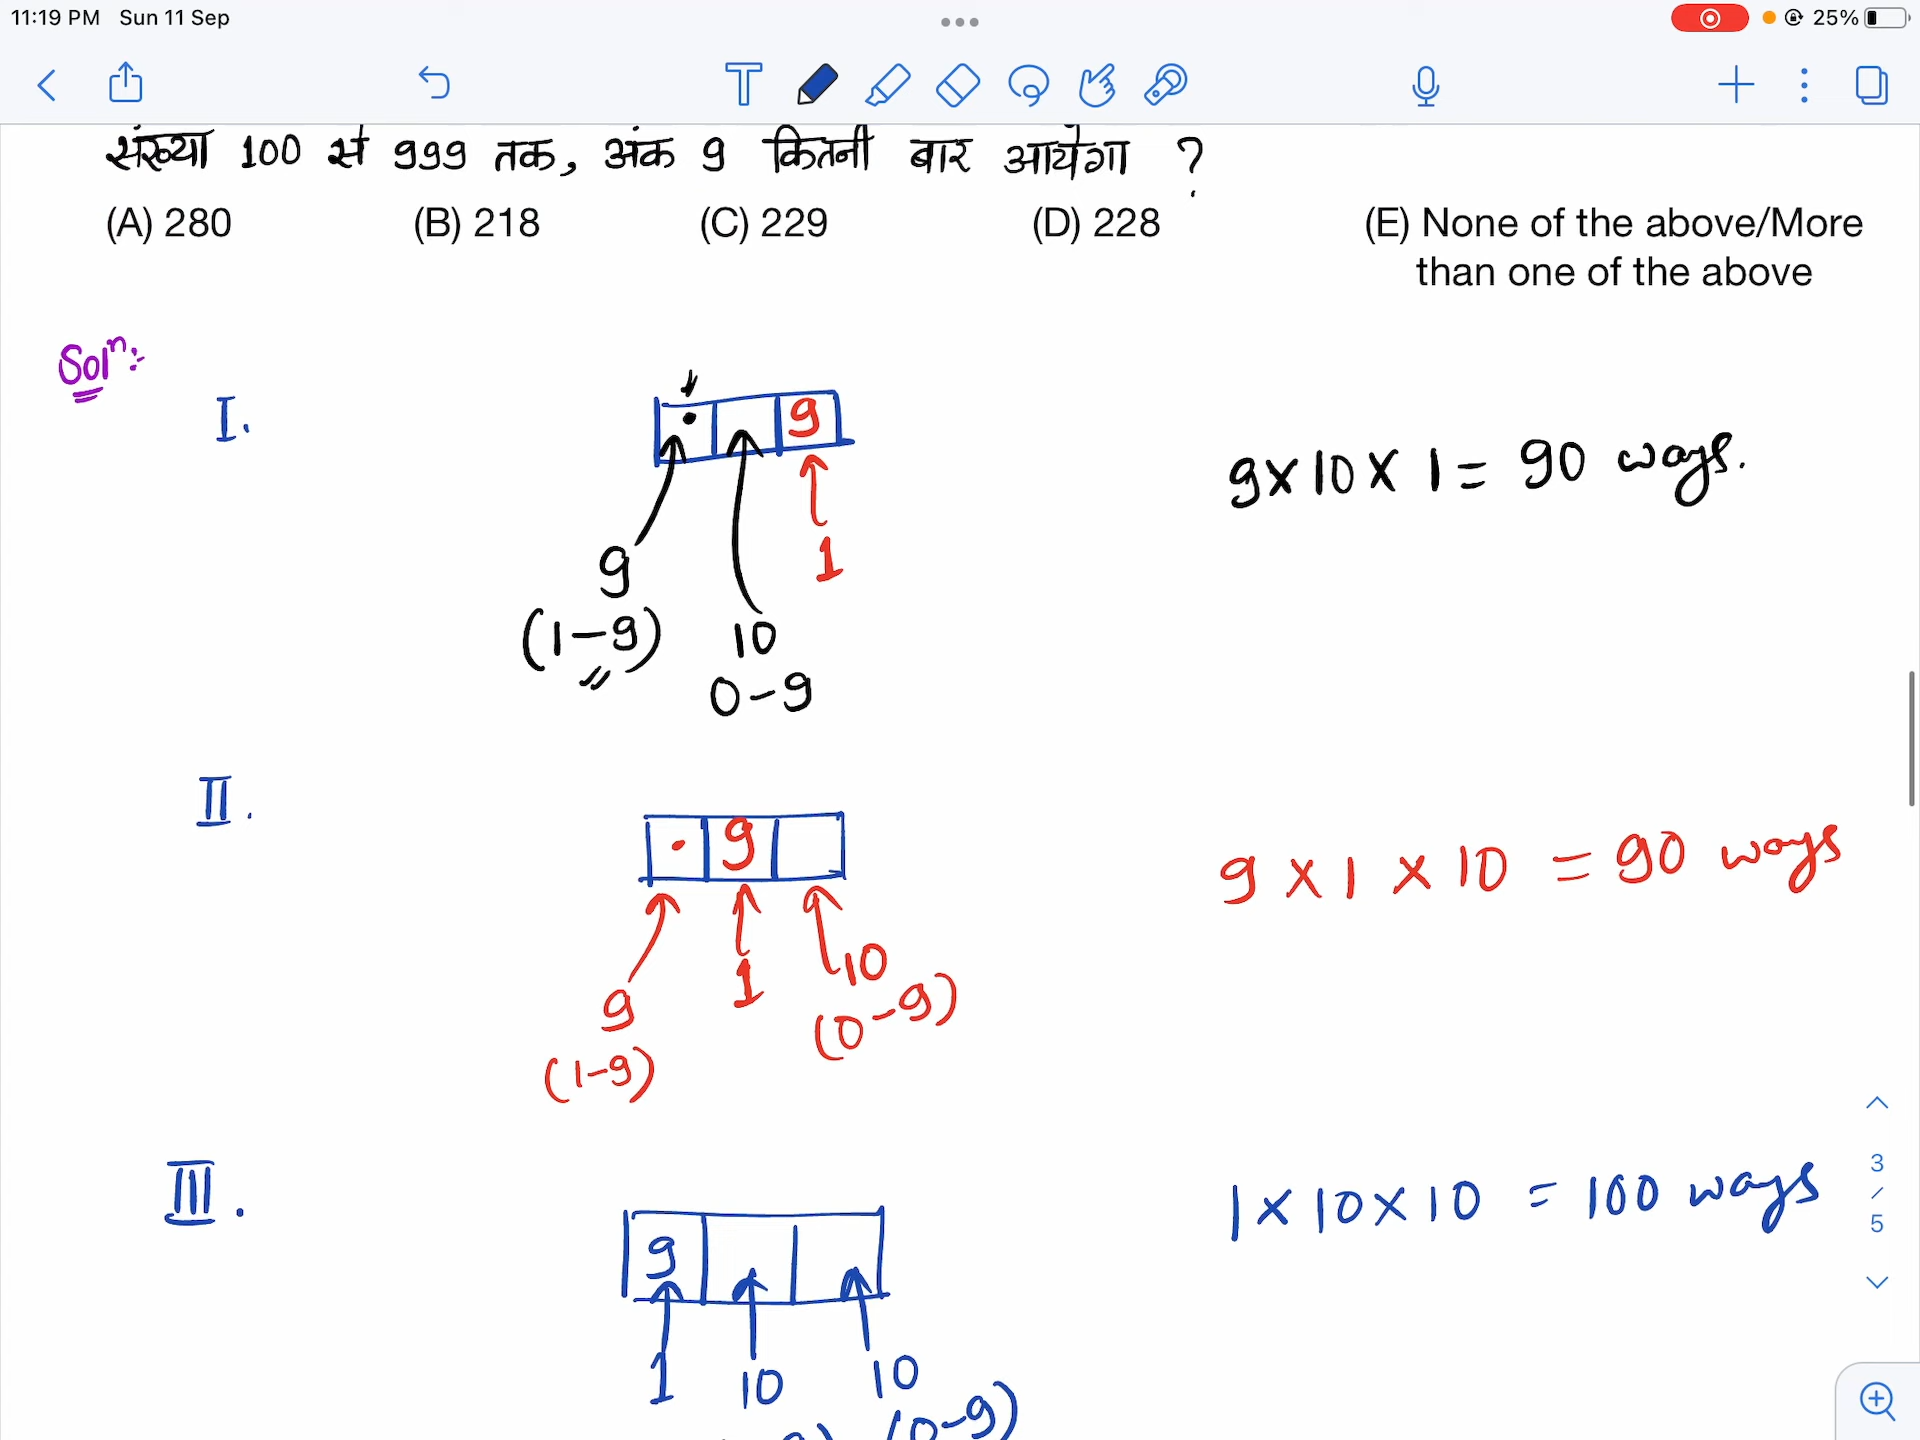 11:19 PM Sun 11 Sep
25%
संख्या 100 से 999 तक, अंक 9 कितनी बार आयेगा ?
(A) 280 (B) 218 (C) 229 (D) 228 (E) None of the above/More
than one of the above
Solⁿ:-
I.
9
9 × 10 × 1 = 90 ways.
1
9
(1-9) 10
0-9
II.
9
9 × 1 × 10 = 90 ways
9 1 10
(1-9) (0-9)
III.
9
1 × 10 × 10 = 100 ways
3
/
5
1 10 10
(0-9)